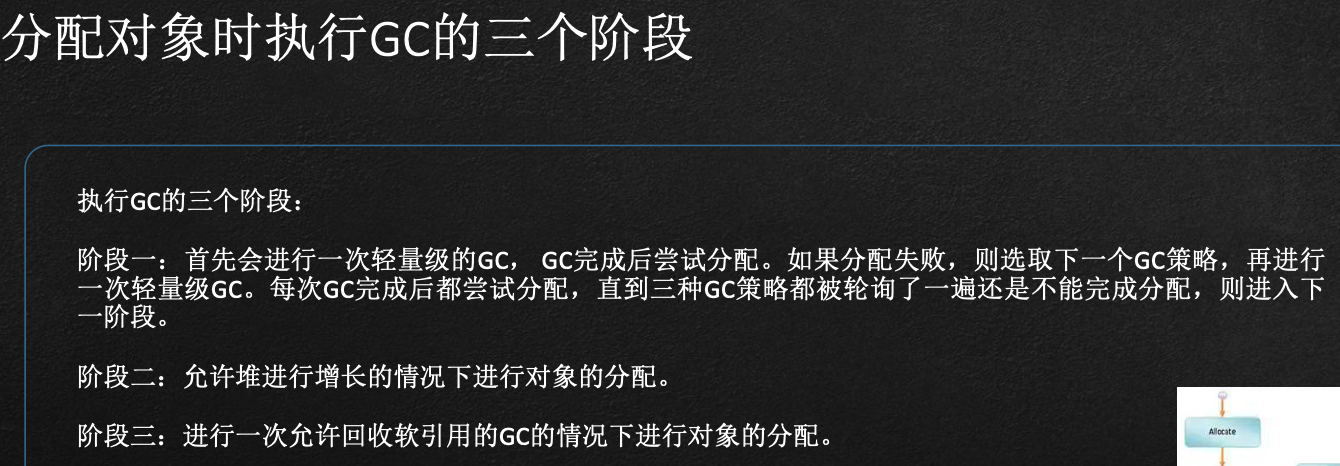 分配对象时执行GC的三个阶段
执行GC的三个阶段：
阶段一：首先会进行一次轻量级的GC， GC完成后尝试分配。如果分配失败，则选取下一个GC策略，再进行
一次轻量级GC。每次GC完成后都尝试分配，直到三种GC策略都被轮询了一遍还是不能完成分配，则进入下
一阶段。
阶段二：允许堆进行增长的情况下进行对象的分配。
阶段三：进行一次允许回收软引用的GC的情况下进行对象的分配。
Allocate